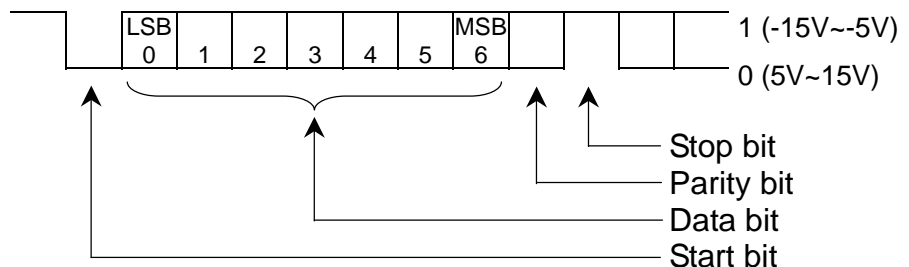 LSB MSB 1 (-15V~-5V)
0 1 2 3 4 5 6 0 (5V~15V)
Stop bit
Parity bit
Data bit
Start bit